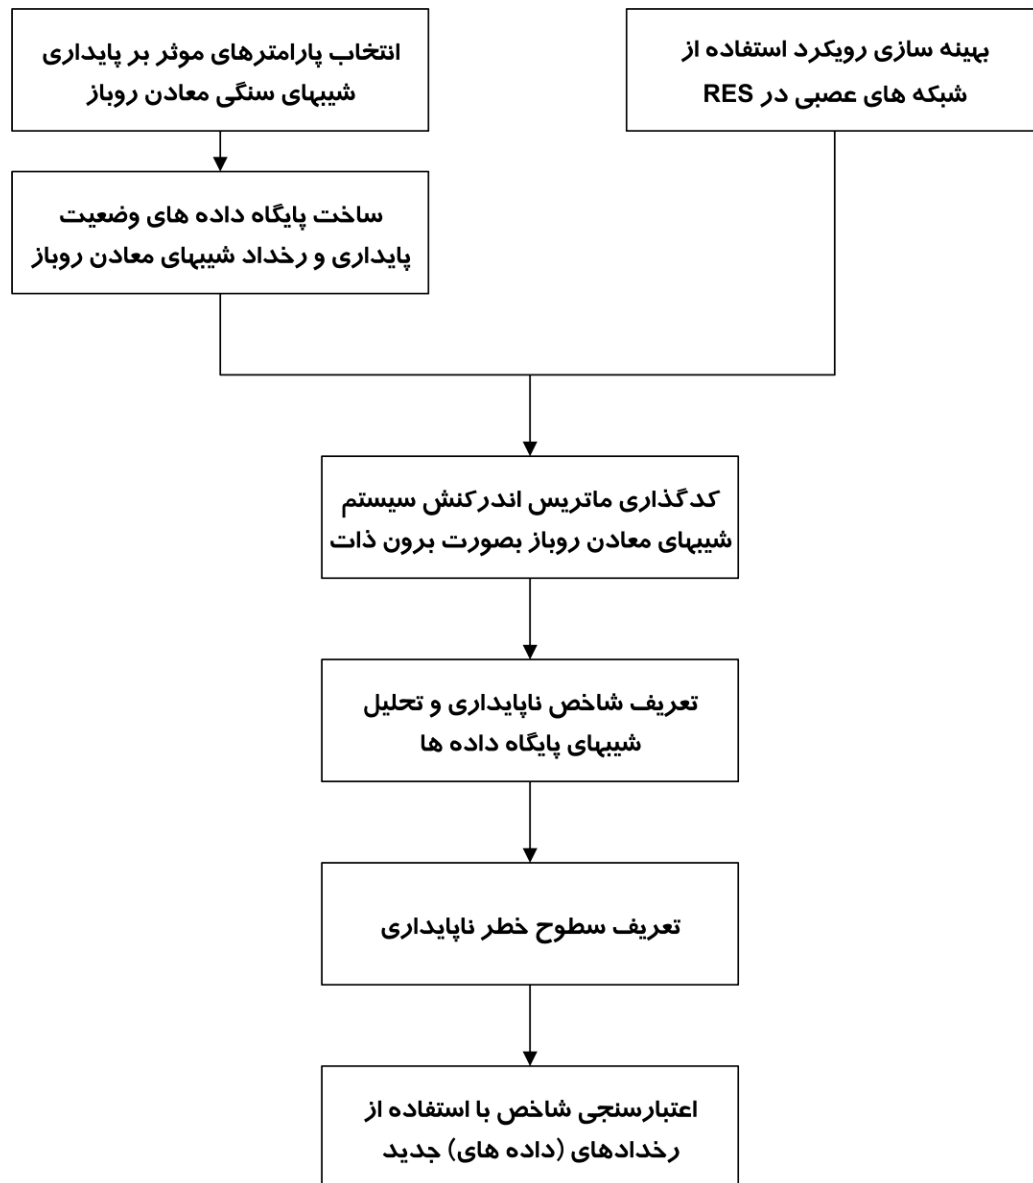 انتخاب پارامترهای موثر بر پایداری
شیبهای سنگی معادن روباز
بهینه سازی رویکرد استفاده از
شبکه های عصبی در RES
ساخت پایگاه داده های وضعیت
پایداری و رخداد شیبهای معادن روباز
کدگذاری ماتریس اندرکنش سیستم
شیبهای معادن روباز بصورت برون ذات
تعریف شاخص ناپایداری و تحلیل
شیبهای پایگاه داده ها
تعریف سطوح خطر ناپایداری
اعتبارسنجی شاخص با استفاده از
رخدادهای (داده های) جدید